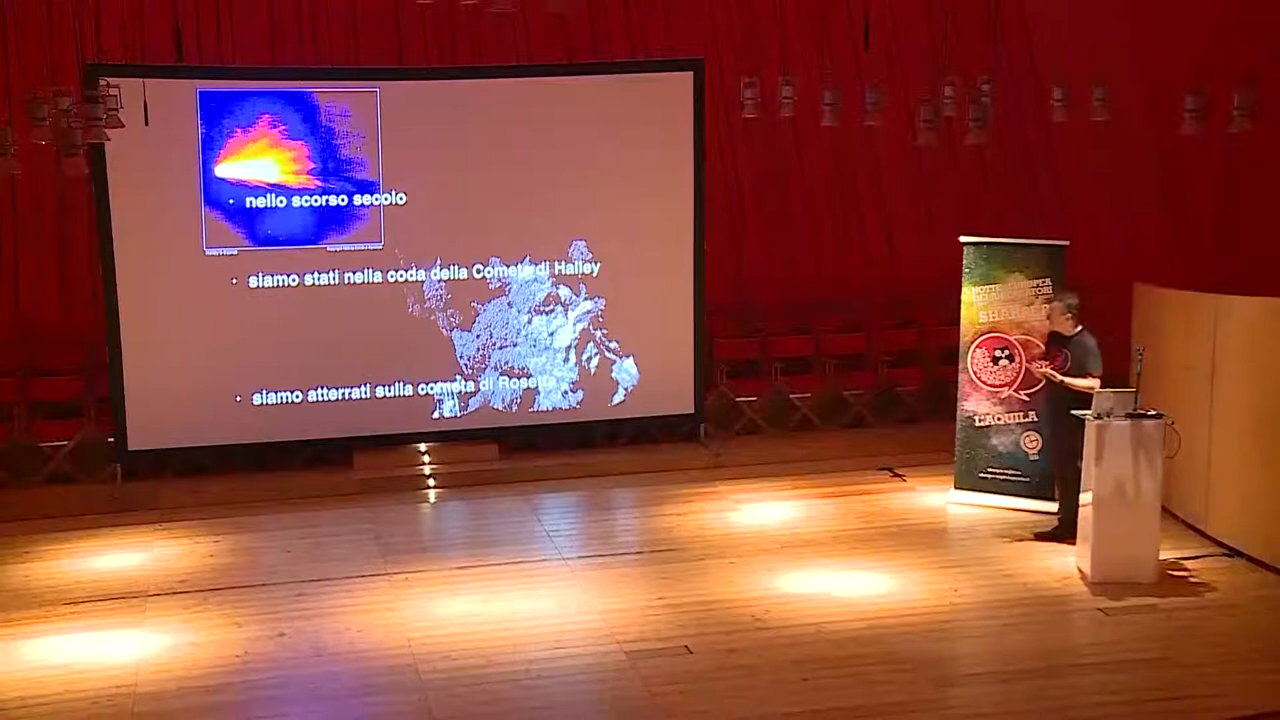 nello scorso secolo
siamo stati nella coda della Cometa di Halley
siamo atterrati sulla cometa di Rosetta
NOTTE EUROPEA
SHARPER
L'AQUILA